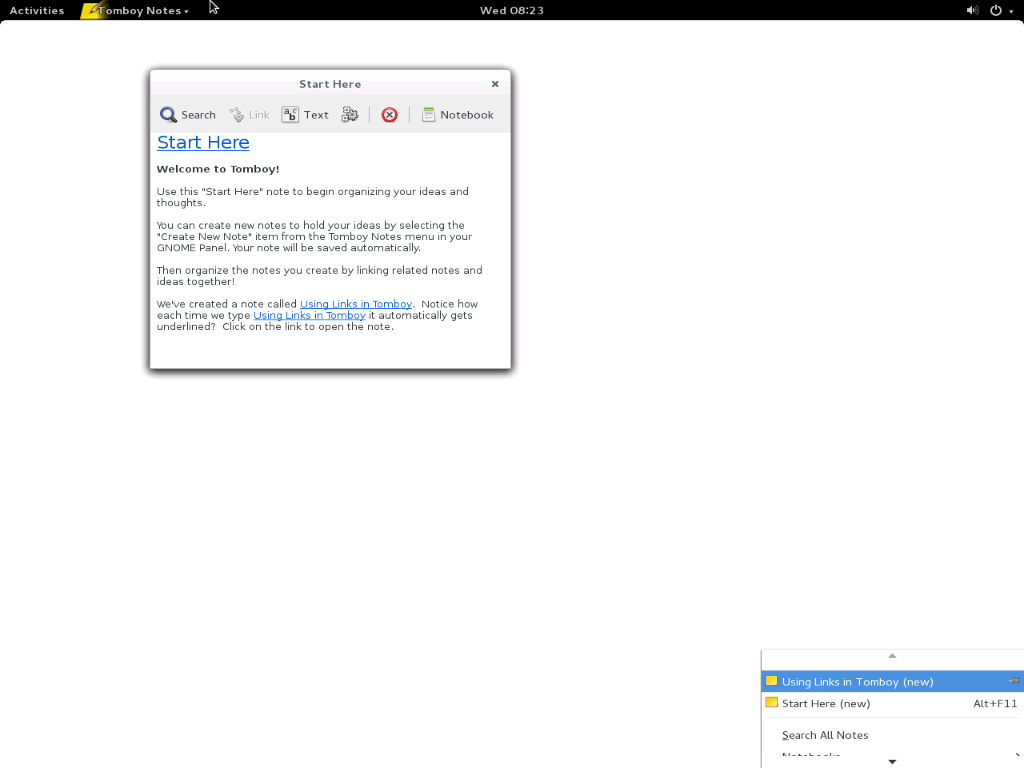 Activities Tomboy Notes Wed 08:23
Start Here
Search Link Text Notebook
Start Here
Welcome to Tomboy!
Use this "Start Here" note to begin organizing your ideas and
thoughts.
You can create new notes to hold your ideas by selecting the
"Create New Note" item from the Tomboy Notes menu in your
GNOME Panel. Your note will be saved automatically.
Then organize the notes you create by linking related notes and
ideas together!
We've created a note called Using Links in Tomboy.  Notice how
each time we type Using Links in Tomboy it automatically gets
underlined?  Click on the link to open the note.
Using Links in Tomboy (new)
Start Here (new) Alt+F11
Search All Notes
Notebooks